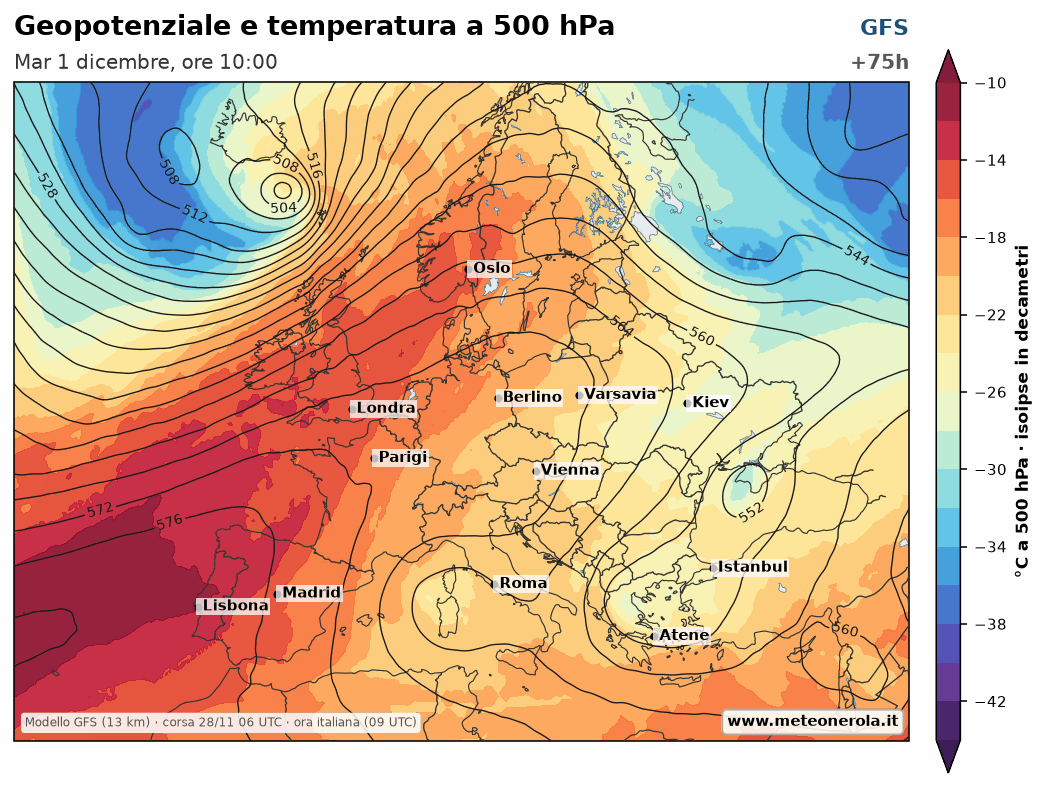 Geopotenziale e temperatura a 500 hPa
GFS
Mar 1 dicembre, ore 10:00
+75h
−10
−14
−18
−22
−26
−30
−34
−38
−42
°C a 500 hPa · isoipse in decametri
528
508
512
508
516
504
544
Oslo
564
560
Berlino
Varsavia
Kiev
Londra
Parigi
Vienna
572
576
552
Istanbul
Roma
Madrid
Lisbona
Atene
560
Modello GFS (13 km) · corsa 28/11 06 UTC · ora italiana (09 UTC)
www.meteonerola.it